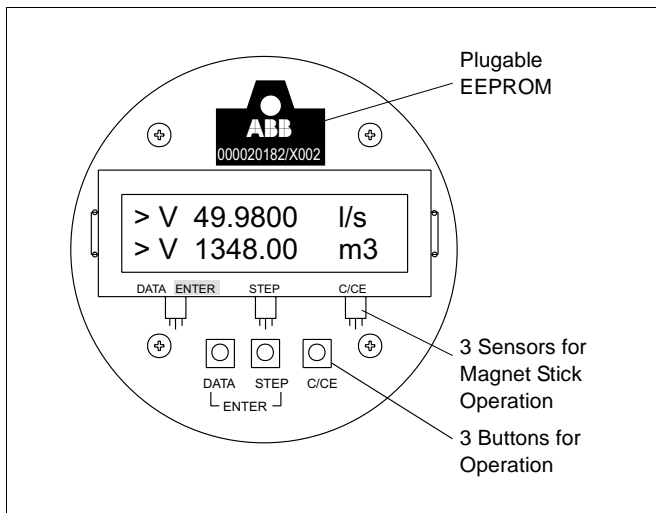 Plugable
EEPROM
ABB
000020182/X002
> V 49.9800 l/s
> V 1348.00 m3
DATA ENTER STEP C/CE
3 Sensors for
Magnet Stick
Operation
DATA STEP C/CE
ENTER
3 Buttons for
Operation